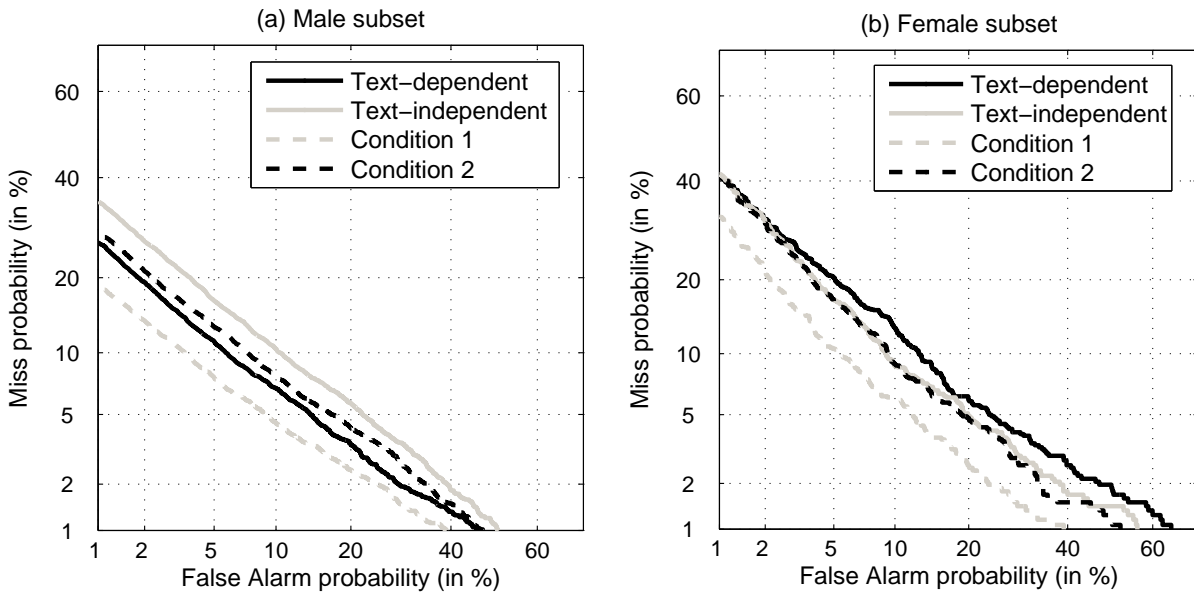 (a) Male subset
Text−dependent
Text−independent
Condition 1
Condition 2
60
40
20
10
5
2
1
Miss probability (in %)
1 2 5 10 20 40 60
False Alarm probability (in %)
(b) Female subset
Text−dependent
Text−independent
Condition 1
Condition 2
60
40
20
10
5
2
1
Miss probability (in %)
1 2 5 10 20 40 60
False Alarm probability (in %)